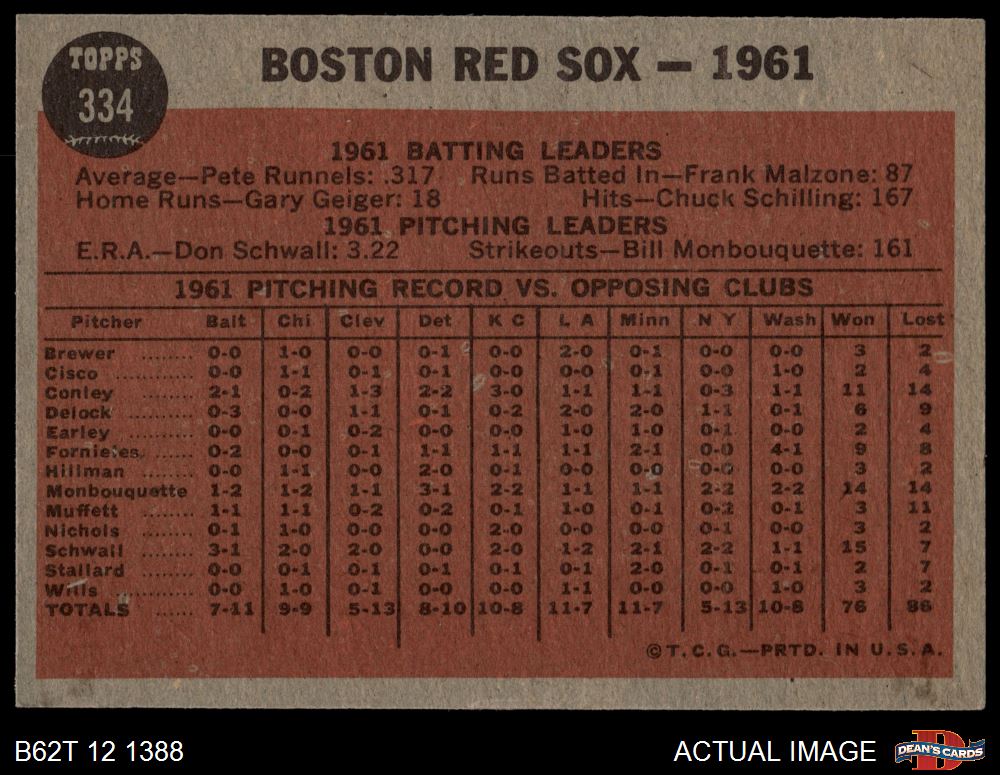 TOPPS
334
BOSTON RED SOX — 1961
1961 BATTING LEADERS
Average—Pete Runnels: .317 Runs Batted In—Frank Malzone: 87
Home Runs—Gary Geiger: 18 Hits—Chuck Schilling: 167
1961 PITCHING LEADERS
E.R.A.—Don Schwall: 3.22 Strikeouts—Bill Monbouquette: 161
1961 PITCHING RECORD VS. OPPOSING CLUBS
Pitcher Balt Chi Clev Det K C L A Minn N Y Wash Won Lost
Brewer ........ 0-0 1-0 0-0 0-1 0-0 2-0 0-1 0-0 0-0 3 2
Cisco ............ 0-0 1-1 0-1 0-1 0-0 0-0 0-1 0-0 1-0 2 4
Conley .......... 2-1 0-2 1-3 2-2 3-0 1-1 1-1 0-3 1-1 11 14
Delock .......... 0-3 0-0 1-1 0-1 0-2 2-0 2-0 1-1 0-1 6 9
Earley .......... 0-0 0-1 0-2 0-0 0-0 1-0 1-0 0-1 0-0 2 4
Fornieles ...... 0-2 0-0 0-1 1-1 1-1 1-1 2-1 0-0 4-1 9 8
Hillman ........ 0-0 1-1 0-0 2-0 0-1 0-0 0-0 0-0 0-0 3 2
Monbouquette 1-2 1-2 1-1 3-1 2-2 1-1 1-1 2-2 2-2 14 14
Muffett ........ 1-1 1-1 0-2 0-2 0-1 1-0 0-1 0-2 0-1 3 11
Nichols ........ 0-1 1-0 0-0 0-0 2-0 0-0 0-0 0-1 0-0 3 2
Schwall ........ 3-1 2-0 2-0 0-0 2-0 1-2 2-1 2-2 1-1 15 7
Stallard ........ 0-0 0-1 0-1 0-1 0-1 0-1 2-0 0-1 0-1 2 7
Wills ............ 0-0 1-0 0-1 0-0 0-0 1-1 0-0 0-0 1-0 3 2
TOTALS ...... 7-11 9-9 5-13 8-10 10-8 11-7 11-7 5-13 10-8 76 86
©T.C.G.—PRTD. IN U.S.A.
B62T 12 1388 ACTUAL IMAGE DEAN'S CARDS